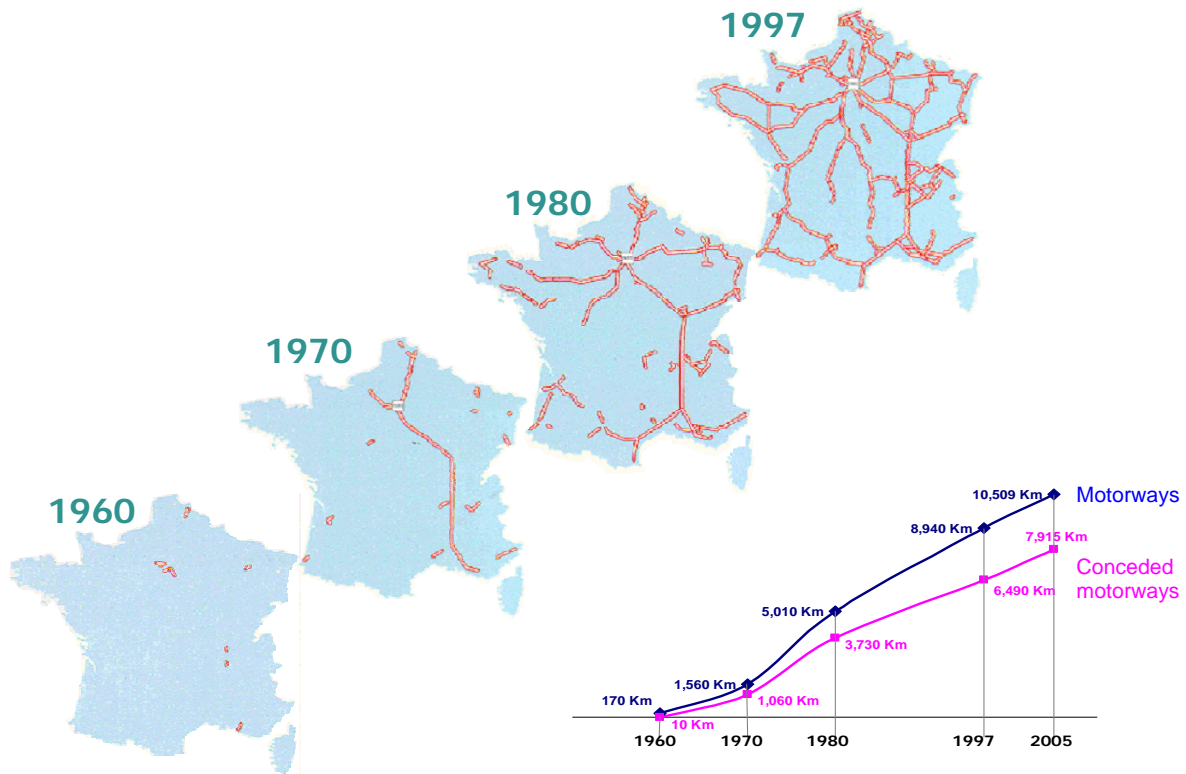 1997
1980
1970
1960
10,509 Km
Motorways
8,940 Km
7,915 Km
Conceded
motorways
6,490 Km
5,010 Km
3,730 Km
1,560 Km
1,060 Km
170 Km
10 Km
1960
1970
1980
1997
2005